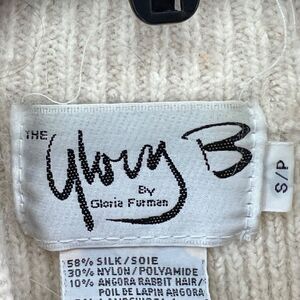 THE
Glory B
By
Gloria Furman
S/P
58% SILK/SOIE
30% NYLON/POLYAMIDE
10% ANGORA RABBIT HAIR/
POIL DE LAPIN ANGORA